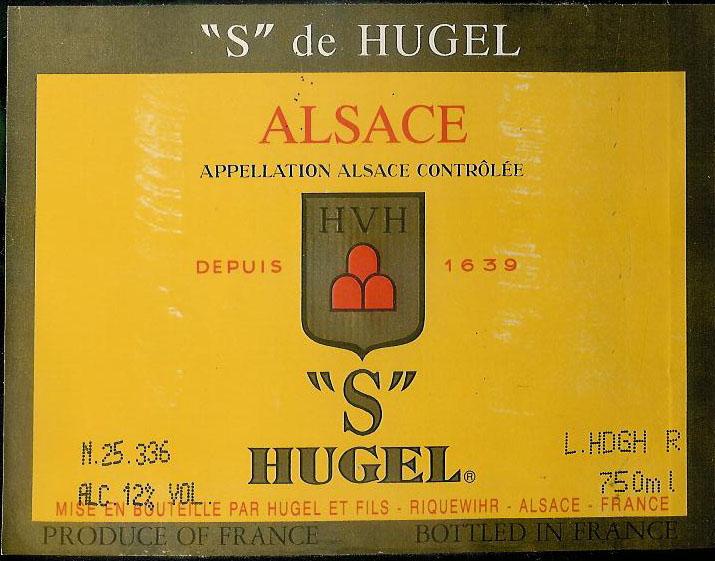 "S" de HUGEL
ALSACE
APPELLATION ALSACE CONTRÔLÉE
HVH
DEPUIS 1639
"S"
HUGEL®
N.25.336 L.HDGH R
ALC.12% VOL. 750ml
MISE EN BOUTEILLE PAR HUGEL ET FILS - RIQUEWIHR - ALSACE - FRANCE
PRODUCE OF FRANCE BOTTLED IN FRANCE